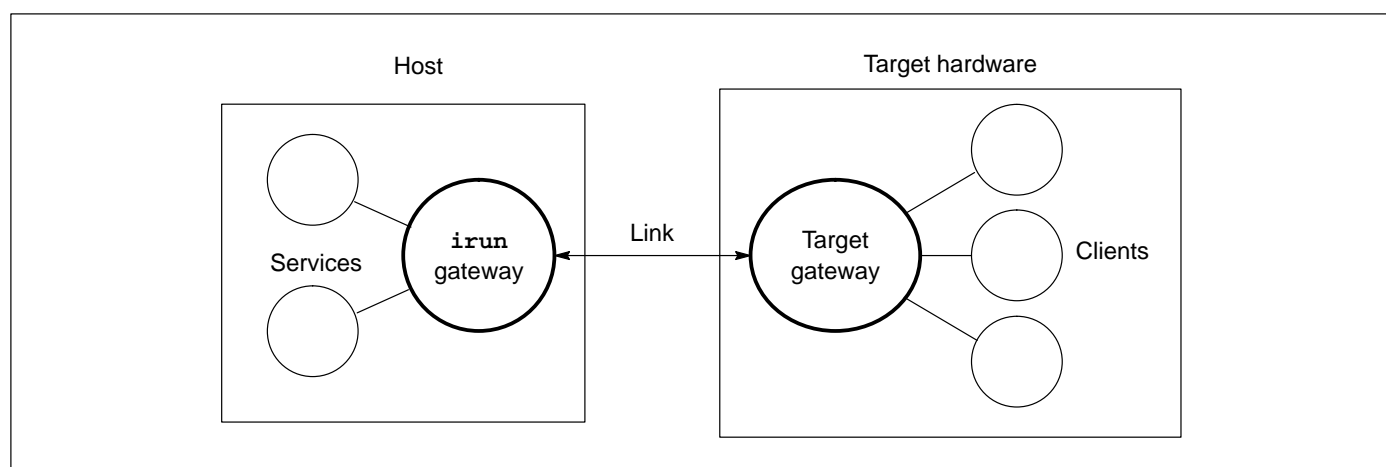 Host
Target hardware
Services
irun
gateway
Link
Target
gateway
Clients